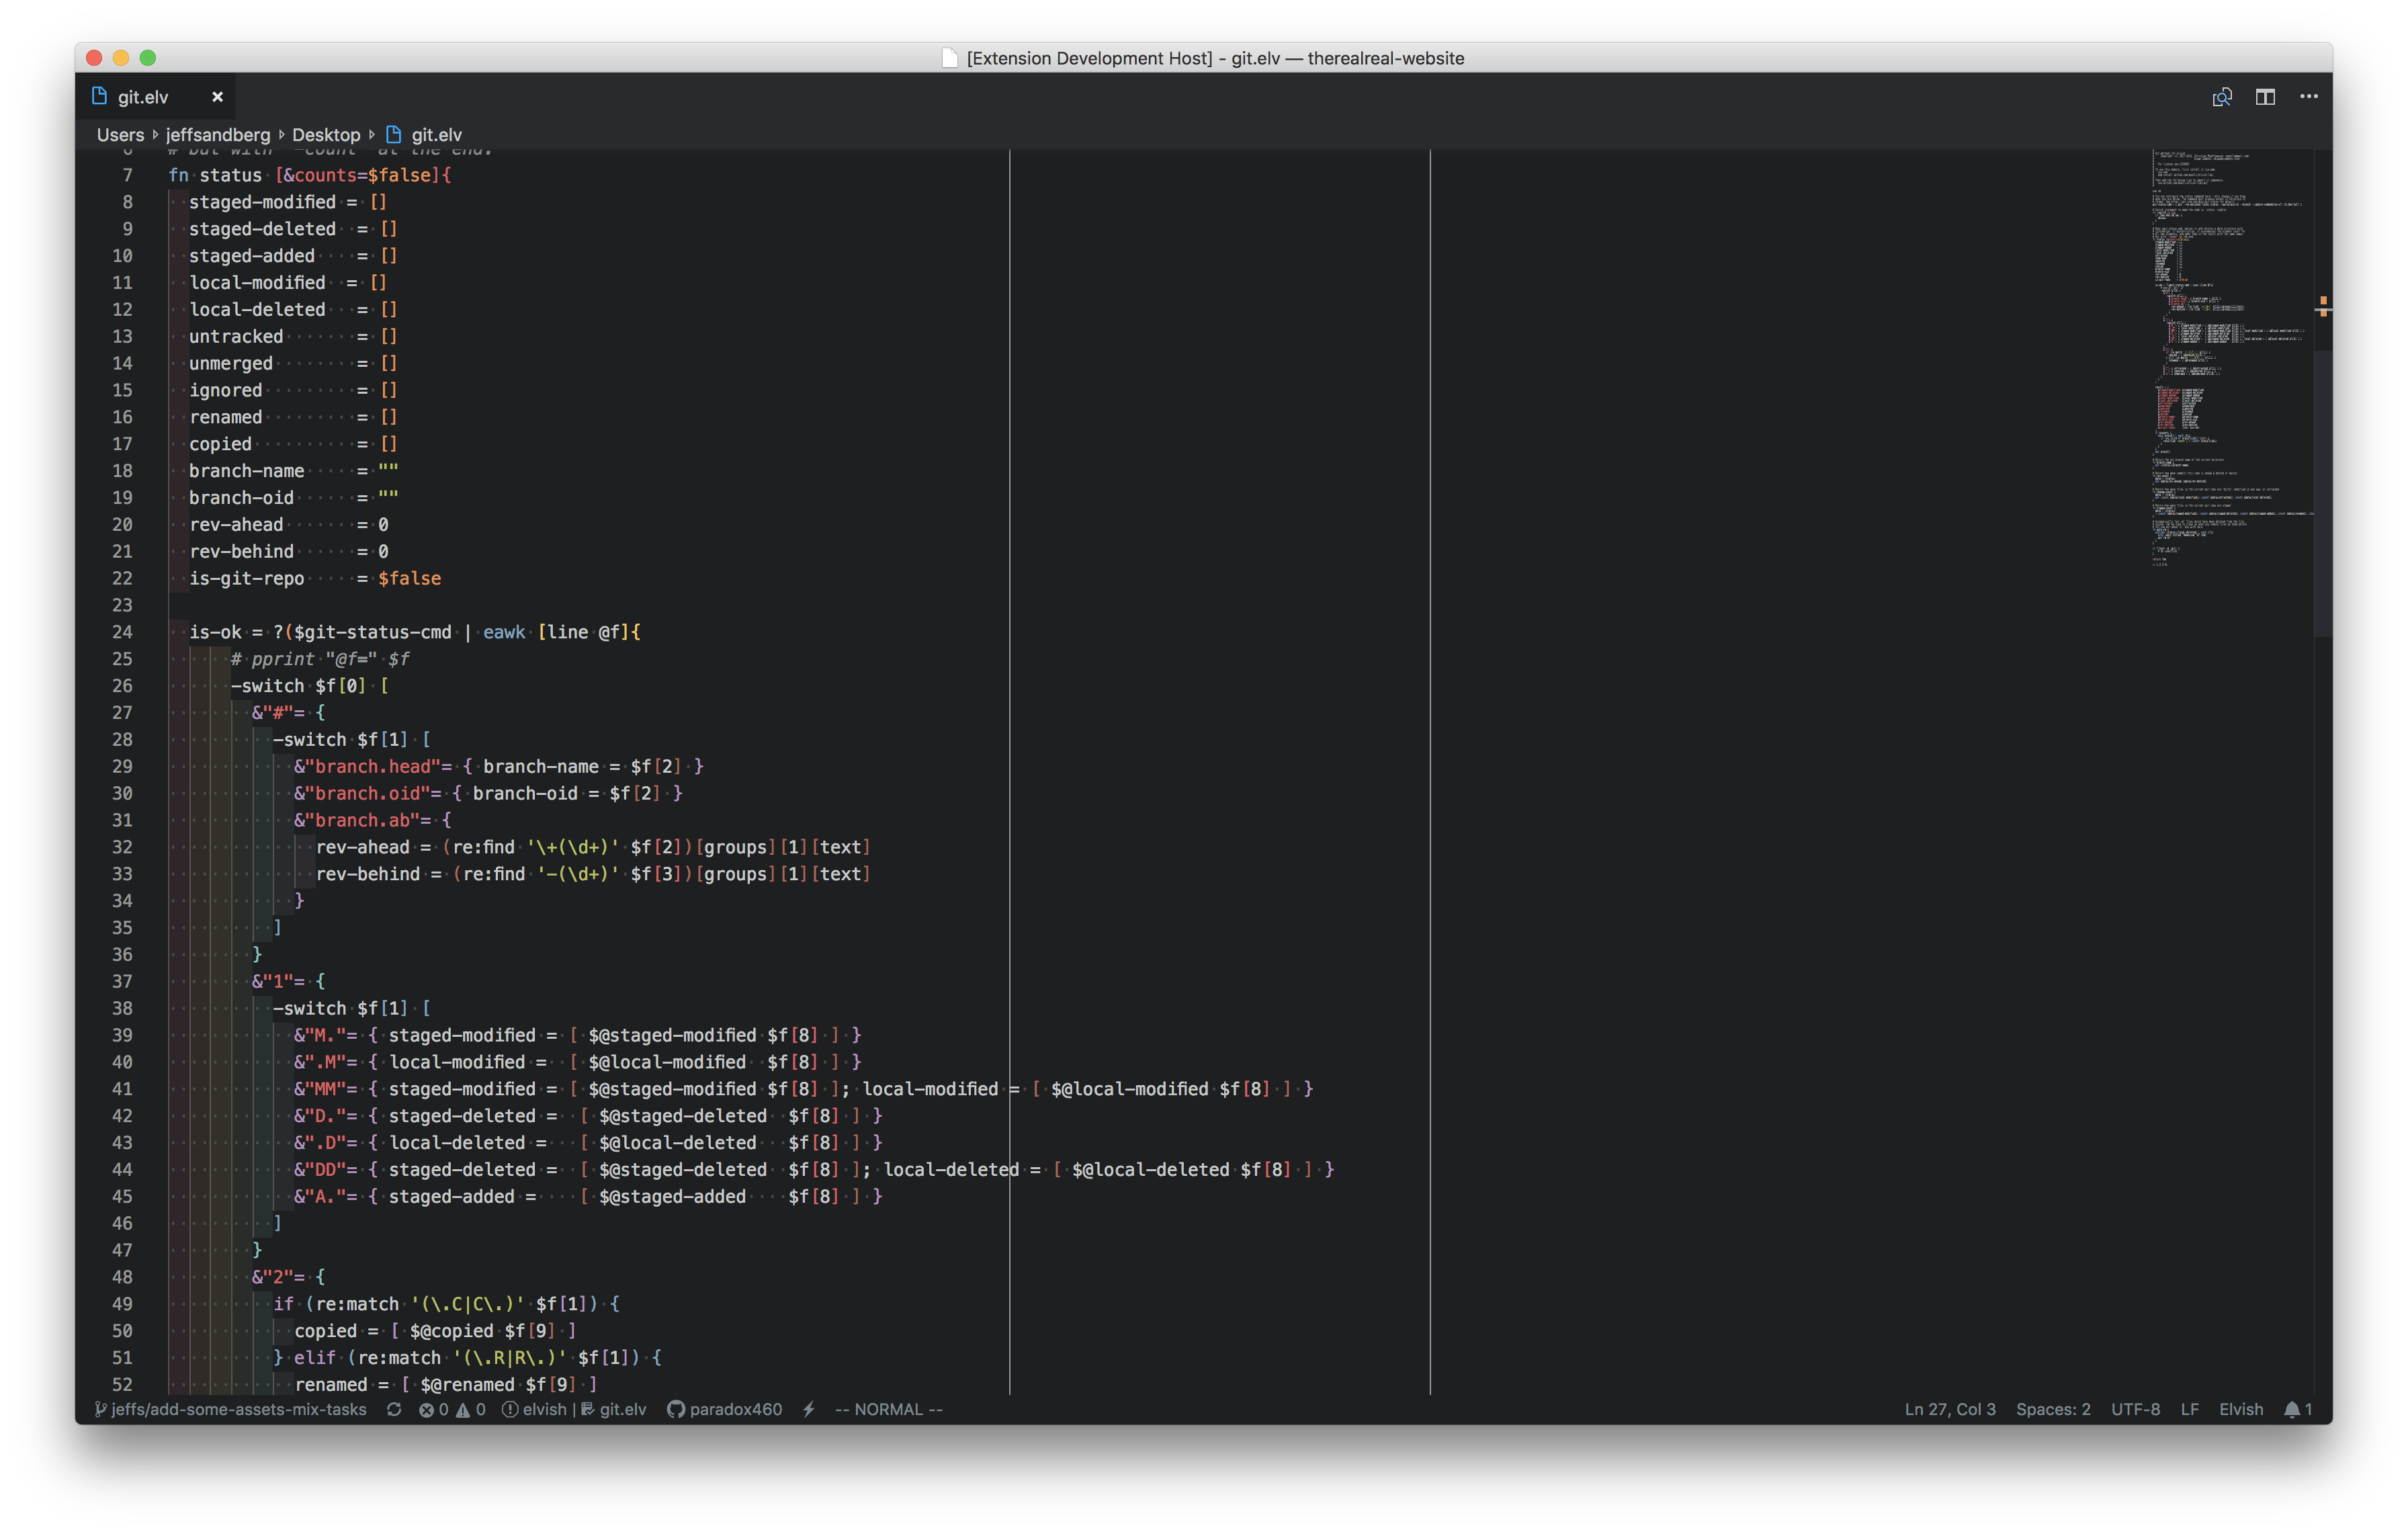 [Extension Development Host] - git.elv — therealreal-website
git.elv
Users jeffsandberg Desktop git.elv
6 # but with '-count' at the end.
7 fn status [&counts=$false]{
8 staged-modified = []
9 staged-deleted  = []
10 staged-added    = []
11 local-modified  = []
12 local-deleted   = []
13 untracked       = []
14 unmerged        = []
15 ignored         = []
16 renamed         = []
17 copied          = []
18 branch-name     = ""
19 branch-oid      = ""
20 rev-ahead       = 0
21 rev-behind      = 0
22 is-git-repo     = $false
23
24 is-ok = ?($git-status-cmd | eawk [line @f]{
25 # pprint "@f=" $f
26 -switch $f[0] [
27 &"#"= {
28 -switch $f[1] [
29 &"branch.head"= { branch-name = $f[2] }
30 &"branch.oid"= { branch-oid = $f[2] }
31 &"branch.ab"= {
32 rev-ahead = (re:find '\+(\d+)' $f[2])[groups][1][text]
33 rev-behind = (re:find '-(\d+)' $f[3])[groups][1][text]
34 }
35 ]
36 }
37 &"1"= {
38 -switch $f[1] [
39 &"M."= { staged-modified = [ $@staged-modified $f[8] ] }
40 &".M"= { local-modified =  [ $@local-modified  $f[8] ] }
41 &"MM"= { staged-modified = [ $@staged-modified $f[8] ]; local-modified = [ $@local-modified $f[8] ] }
42 &"D."= { staged-deleted =  [ $@staged-deleted  $f[8] ] }
43 &".D"= { local-deleted =   [ $@local-deleted   $f[8] ] }
44 &"DD"= { staged-deleted =  [ $@staged-deleted  $f[8] ]; local-deleted = [ $@local-deleted $f[8] ] }
45 &"A."= { staged-added =    [ $@staged-added    $f[8] ] }
46 ]
47 }
48 &"2"= {
49 if (re:match '(\.C|C\.)' $f[1]) {
50 copied = [ $@copied $f[9] ]
51 } elif (re:match '(\.R|R\.)' $f[1]) {
52 renamed = [ $@renamed $f[9] ]
jeffs/add-some-assets-mix-tasks 0 0 elvish | git.elv paradox460 -- NORMAL -- Ln 27, Col 3 Spaces: 2 UTF-8 LF Elvish 1